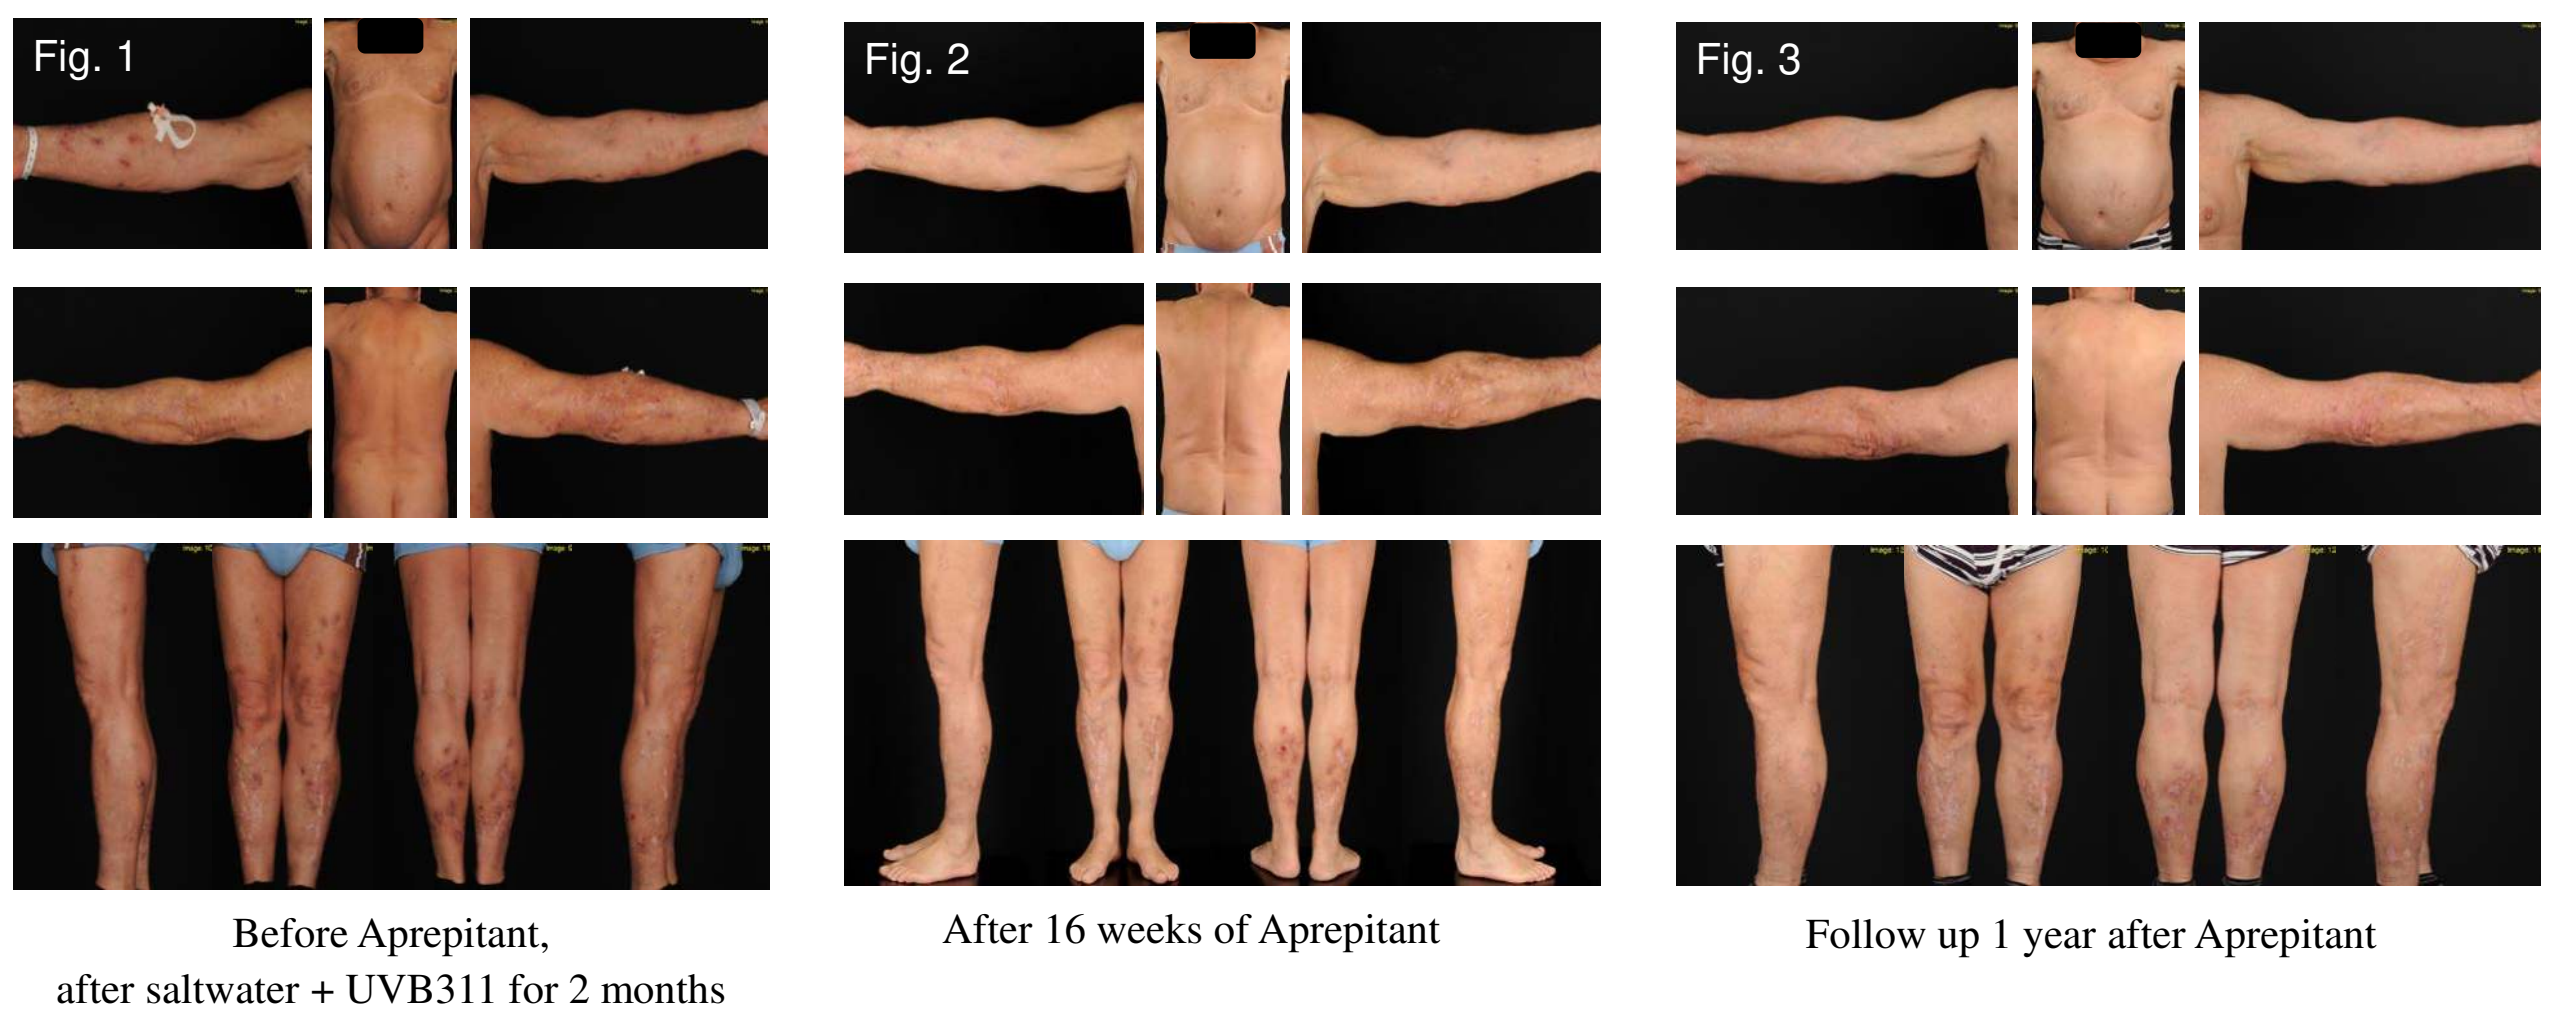 Fig. 1
Fig. 2
Fig. 3
Before Aprepitant,
after saltwater + UVB311 for 2 months
After 16 weeks of Aprepitant
Follow up 1 year after Aprepitant